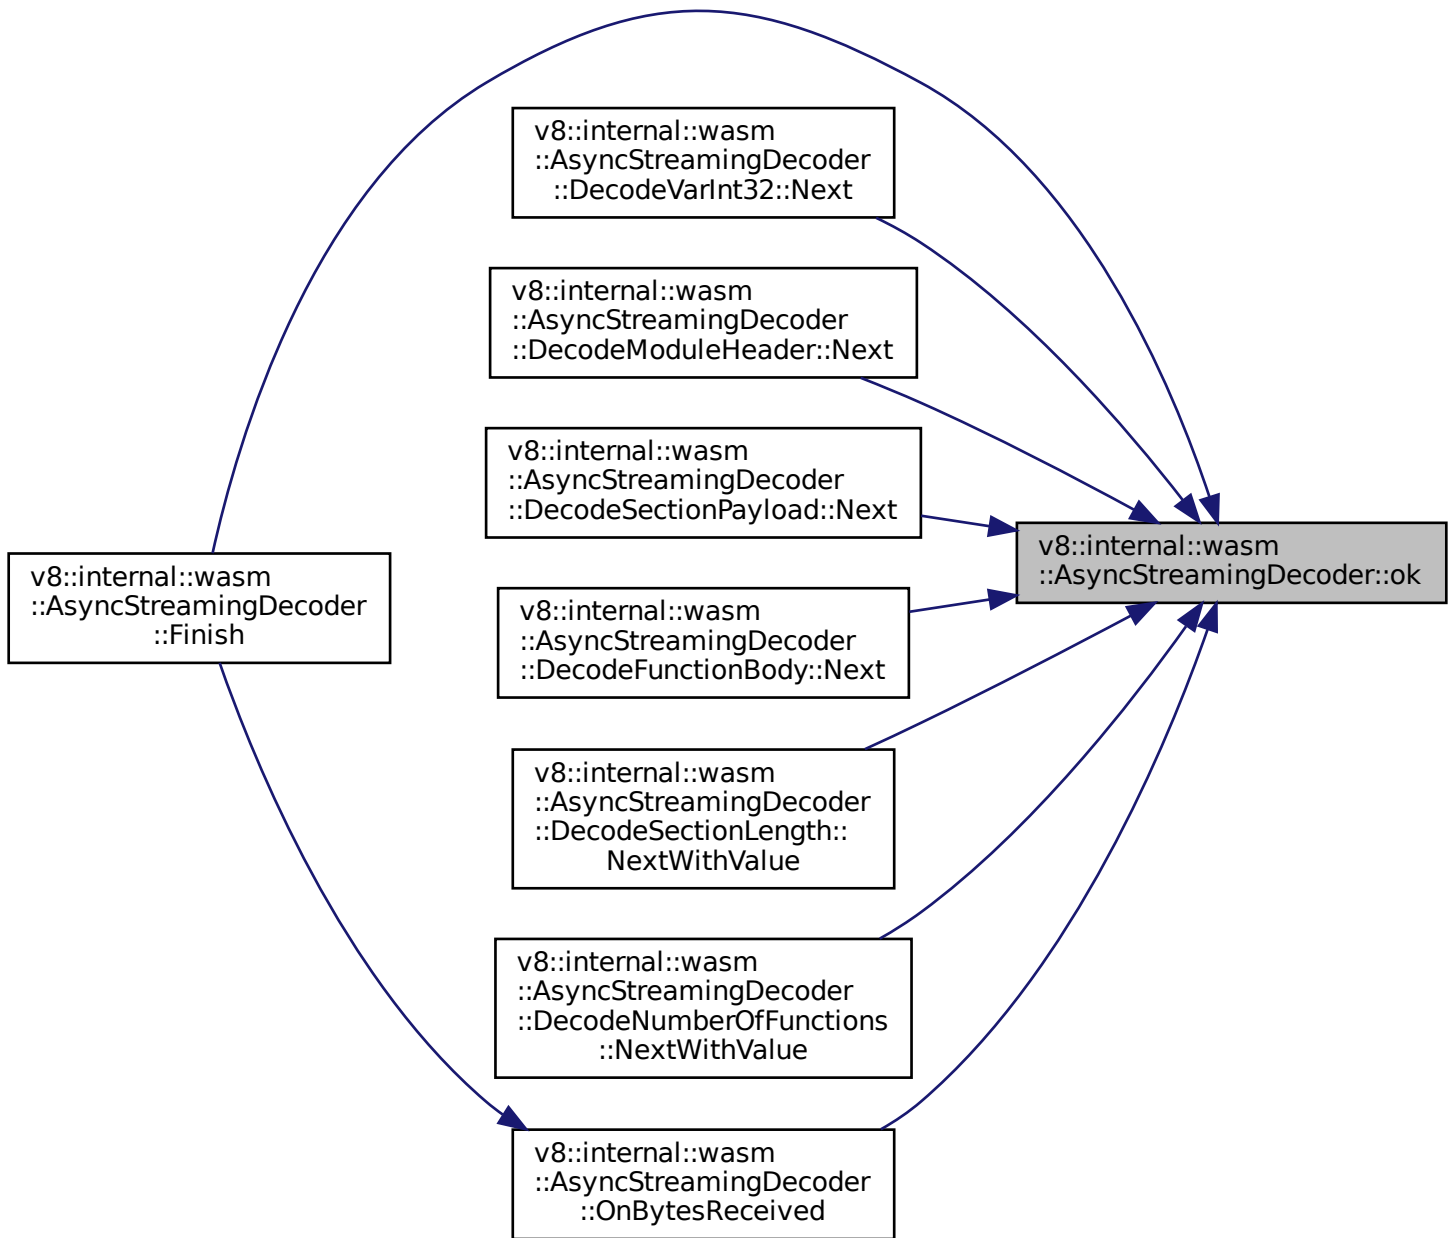 v8::internal::wasm
::AsyncStreamingDecoder
::DecodeVarInt32::Next
v8::internal::wasm
::AsyncStreamingDecoder
::DecodeModuleHeader::Next
v8::internal::wasm
::AsyncStreamingDecoder
::DecodeSectionPayload::Next
v8::internal::wasm
::AsyncStreamingDecoder::ok
v8::internal::wasm
::AsyncStreamingDecoder
::Finish
v8::internal::wasm
::AsyncStreamingDecoder
::DecodeFunctionBody::Next
v8::internal::wasm
::AsyncStreamingDecoder
::DecodeSectionLength::
NextWithValue
v8::internal::wasm
::AsyncStreamingDecoder
::DecodeNumberOfFunctions
::NextWithValue
v8::internal::wasm
::AsyncStreamingDecoder
::OnBytesReceived